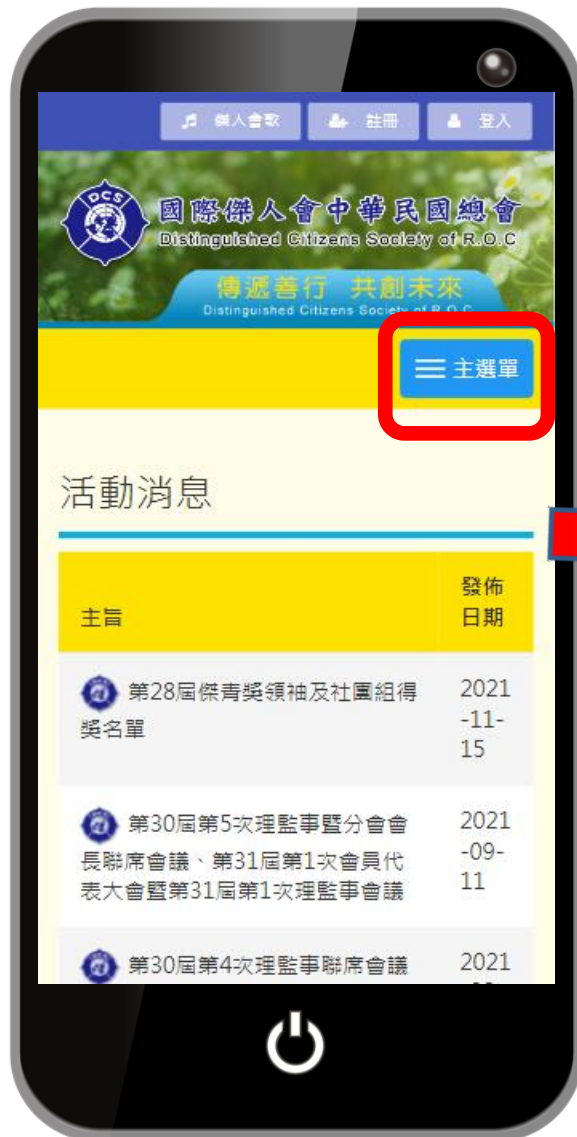 傑人會歌 註冊 登入
DCS
國際傑人會中華民國總會
Distinguished Citizens Society of R.O.C
傳遞善行 共創未來
Distinguished Citizens Society of R.O.C
主選單
活動消息
主旨
發佈
日期
第28屆傑青獎領袖及社團組得
獎名單
2021
-11-
15
第30屆第5次理監事暨分會會
長聯席會議、第31屆第1次會員代
表大會暨第31屆第1次理監事會議
2021
-09-
11
第30屆第4次理監事聯席會議
2021